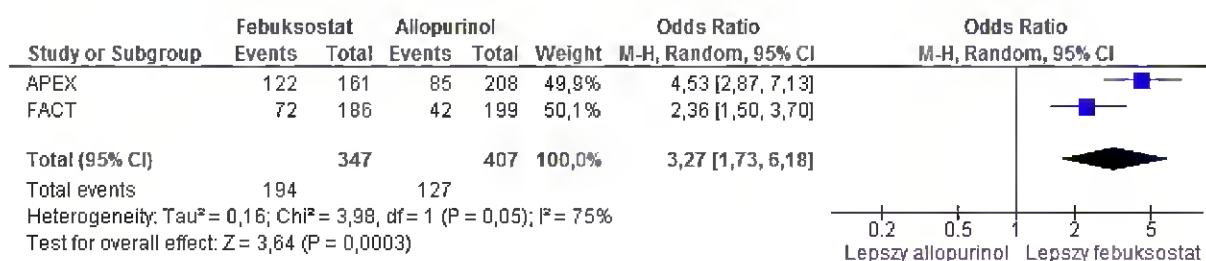 Febuksostat Allopurinol Odds Ratio Odds Ratio
Study or Subgroup Events Total Events Total Weight M-H, Random, 95% CI M-H, Random, 95% CI
APEX 122 161 85 208 49,9% 4,53 [2,87, 7,13]
FACT 72 186 42 199 50,1% 2,36 [1,50, 3,70]
Total (95% CI) 347 407 100,0% 3,27 [1,73, 6,18]
Total events 194 127
Heterogeneity: Tau² = 0,16; Chi² = 3,98, df = 1 (P = 0,05); I² = 75%
Test for overall effect: Z = 3,64 (P = 0,0003)
0.2 0.5 1 2 5
Lepszy allopurinol Lepszy febuksostat